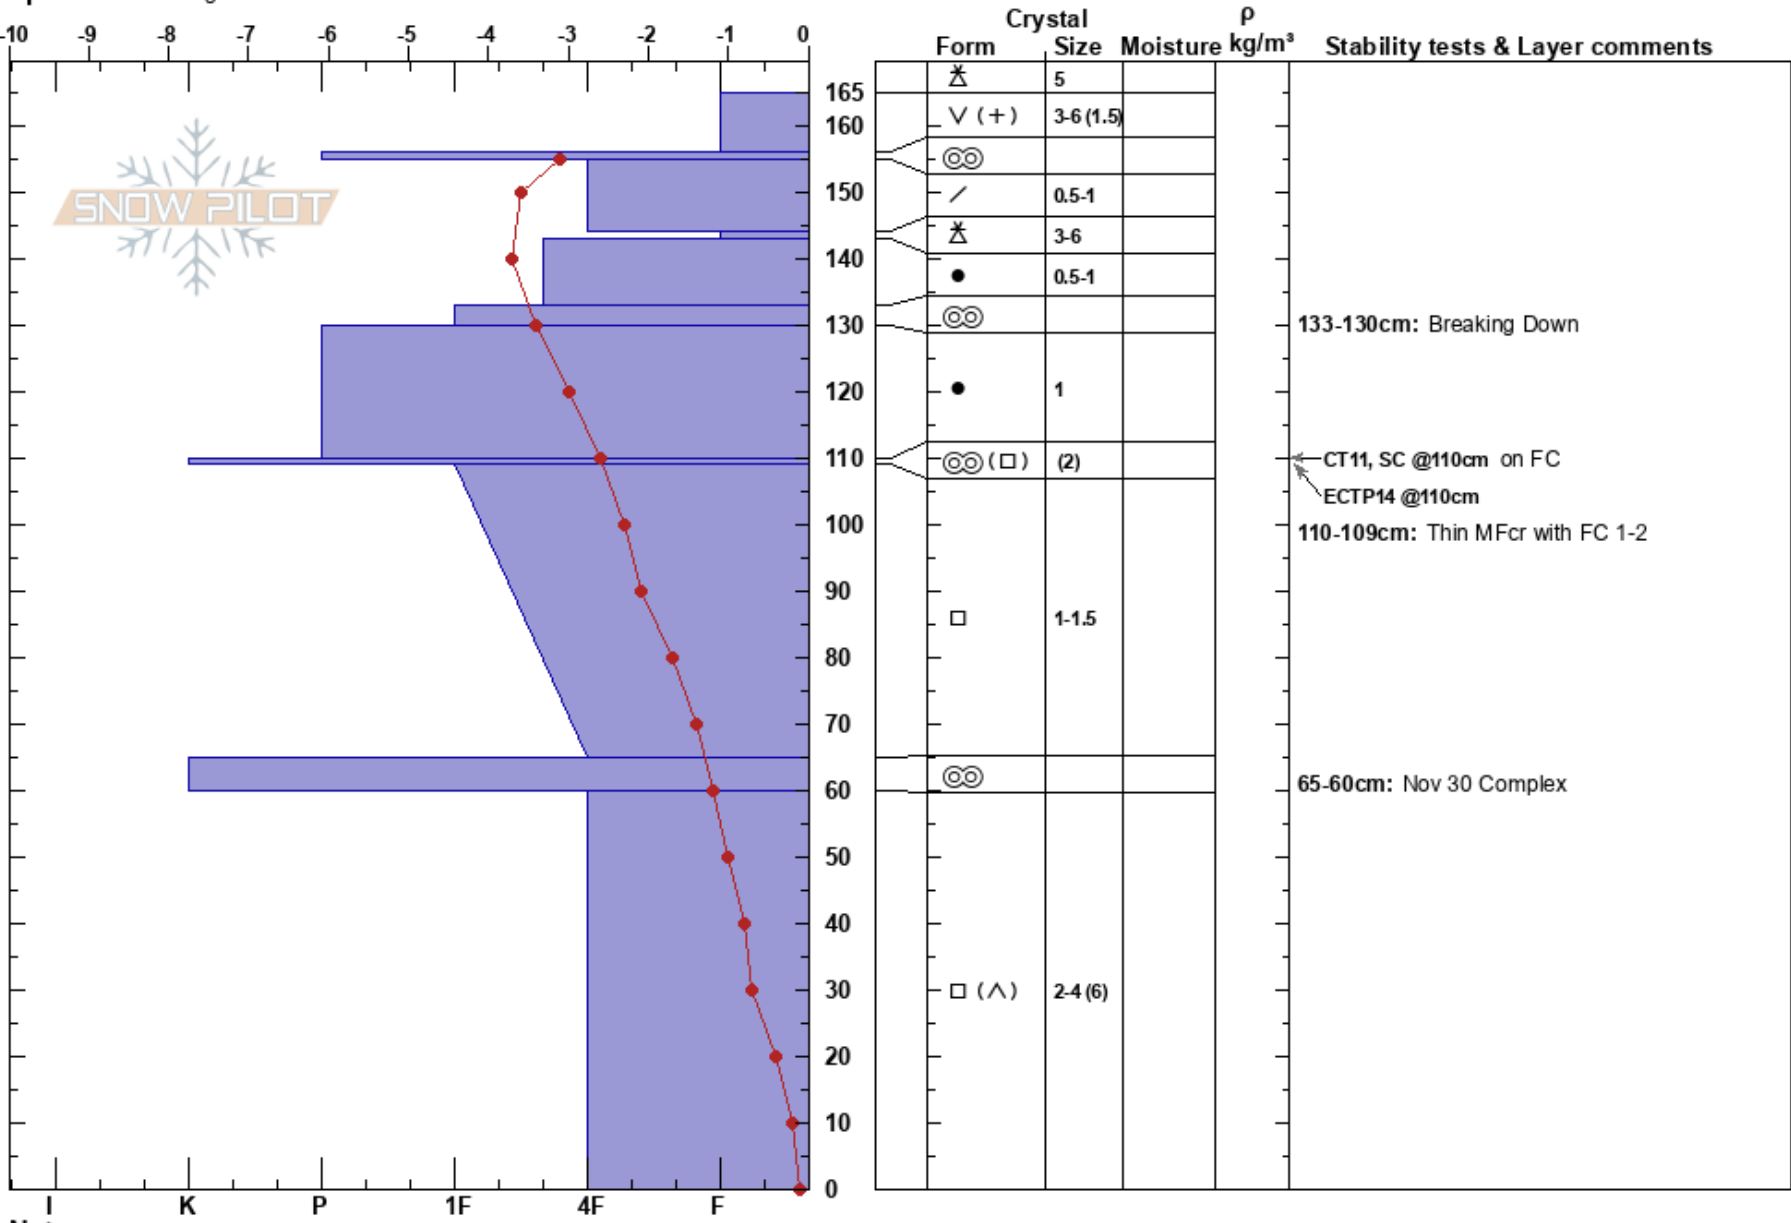 -10 -9 -8 -7 -6 -5 -4 -3 -2 -1 0
Crystal
ρ
Form Size Moisture kg/m³ Stability tests & Layer comments
5
165
160 V (+) 3-6 (1.5)
150 0.5-1
SNOW PILOT
3-6
140
0.5-1
130 133-130cm: Breaking Down
120 1
110 (□) (2) CT11, SC @110cm on FC
ECTP14 @110cm
100 110-109cm: Thin MFcr with FC 1-2
90
□ 1-1.5
80
70
60 65-60cm: Nov 30 Complex
50
40
30 □ (∧) 2-4 (6)
20
10
0
I K P 1F 4F F